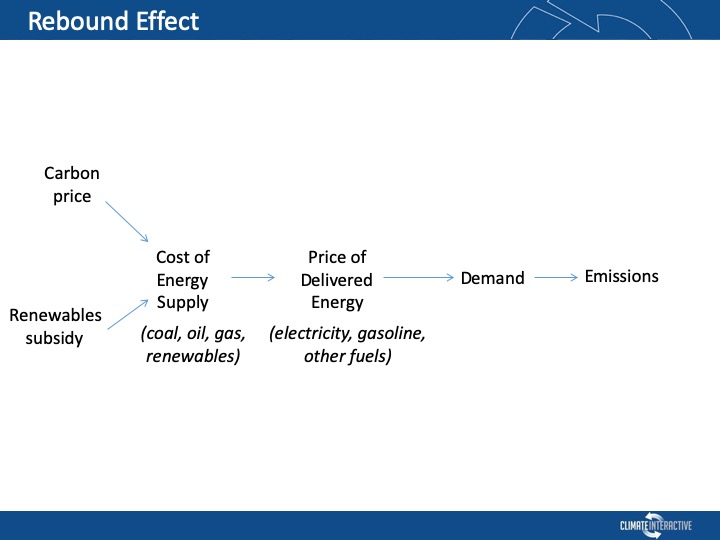 Rebound Effect
Carbon
price
Cost of
Energy
Supply
Price of
Delivered
Energy
Demand
Emissions
Renewables
subsidy
(coal, oil, gas,
renewables)
(electricity, gasoline,
other fuels)
CLIMATE INTERACTIVE